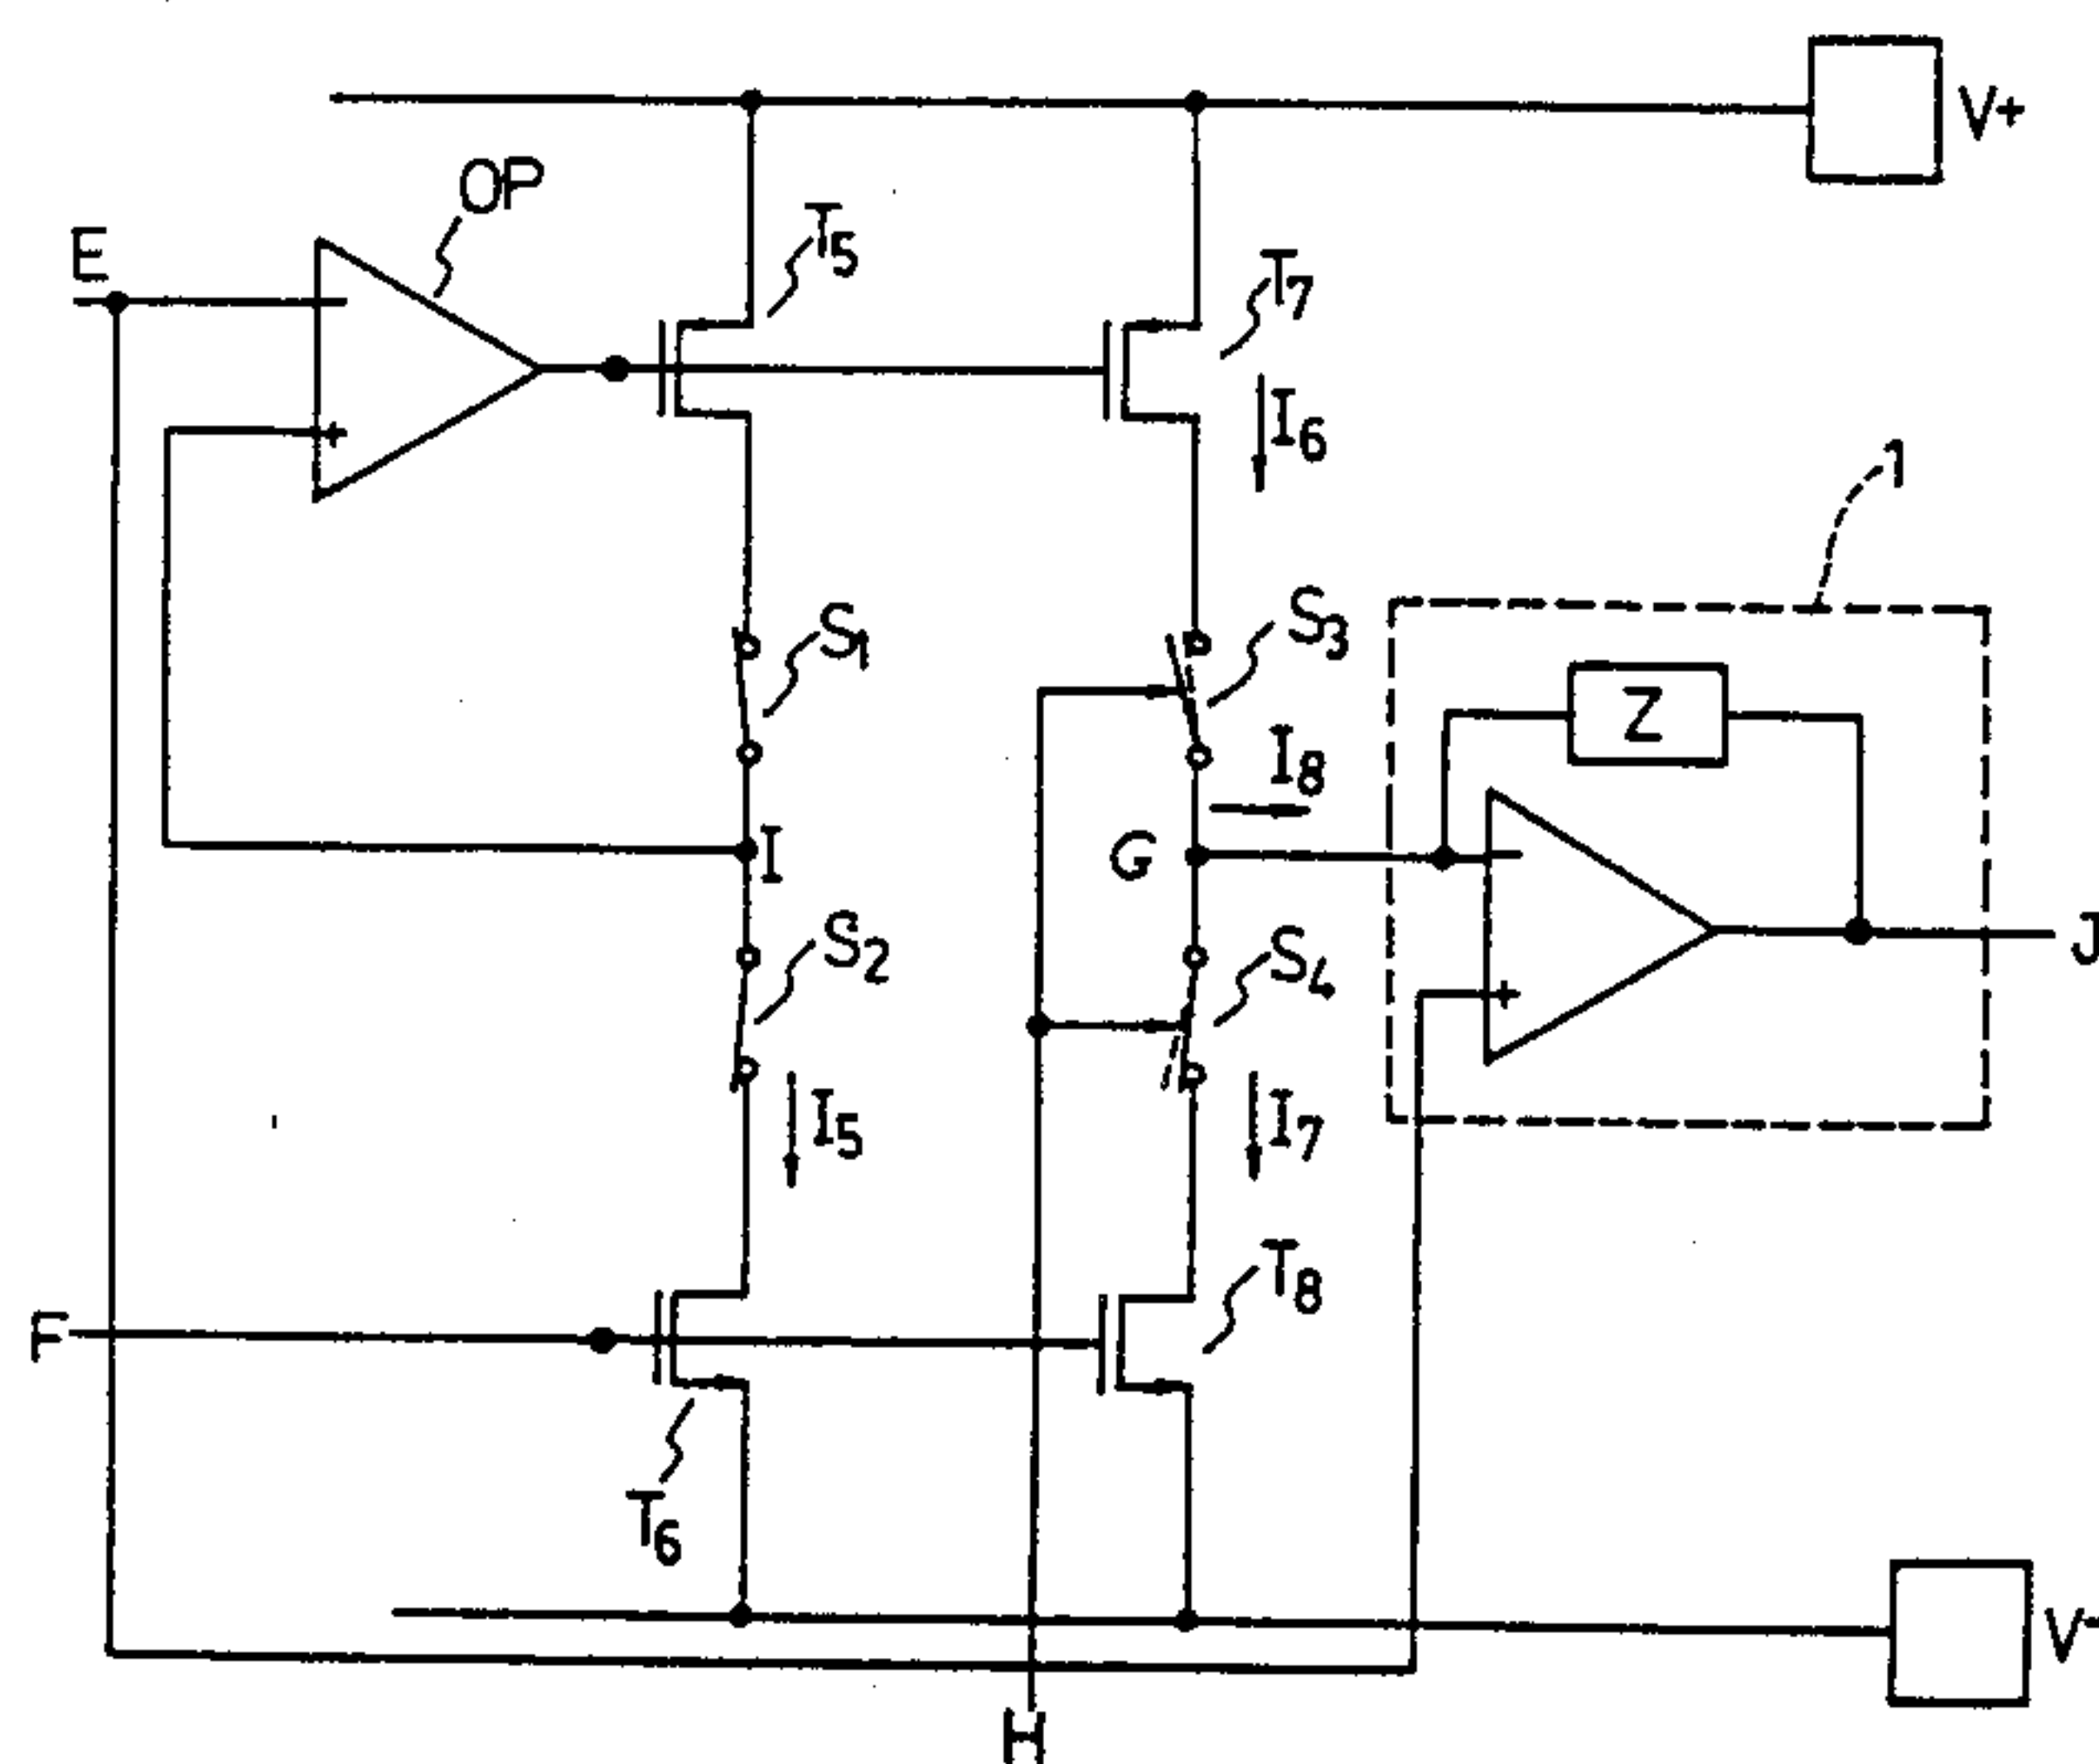 V+
OP
E
T5
T7
−
+
I6
1
S1
S3
Z
I8
I
G
−
S2
S4
J
+
I5
I7
T8
F
T6
V-
H